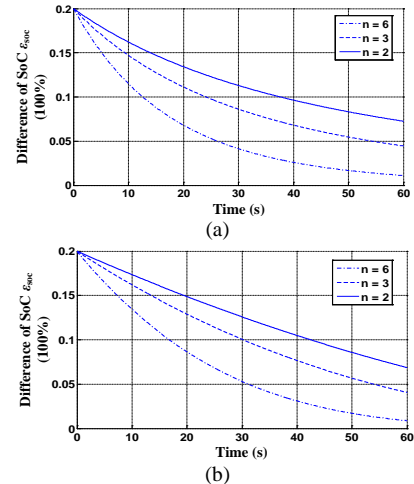 0.2
0.15
0.1
0.05
0
Difference of SoC εsoc
(100%)
n = 6
n = 3
n = 2
0 10 20 30 40 50 60
Time (s)
(a)
0.2
0.15
0.1
0.05
0
Difference of SoC εsoc
(100%)
n = 6
n = 3
n = 2
0 10 20 30 40 50 60
Time (s)
(b)